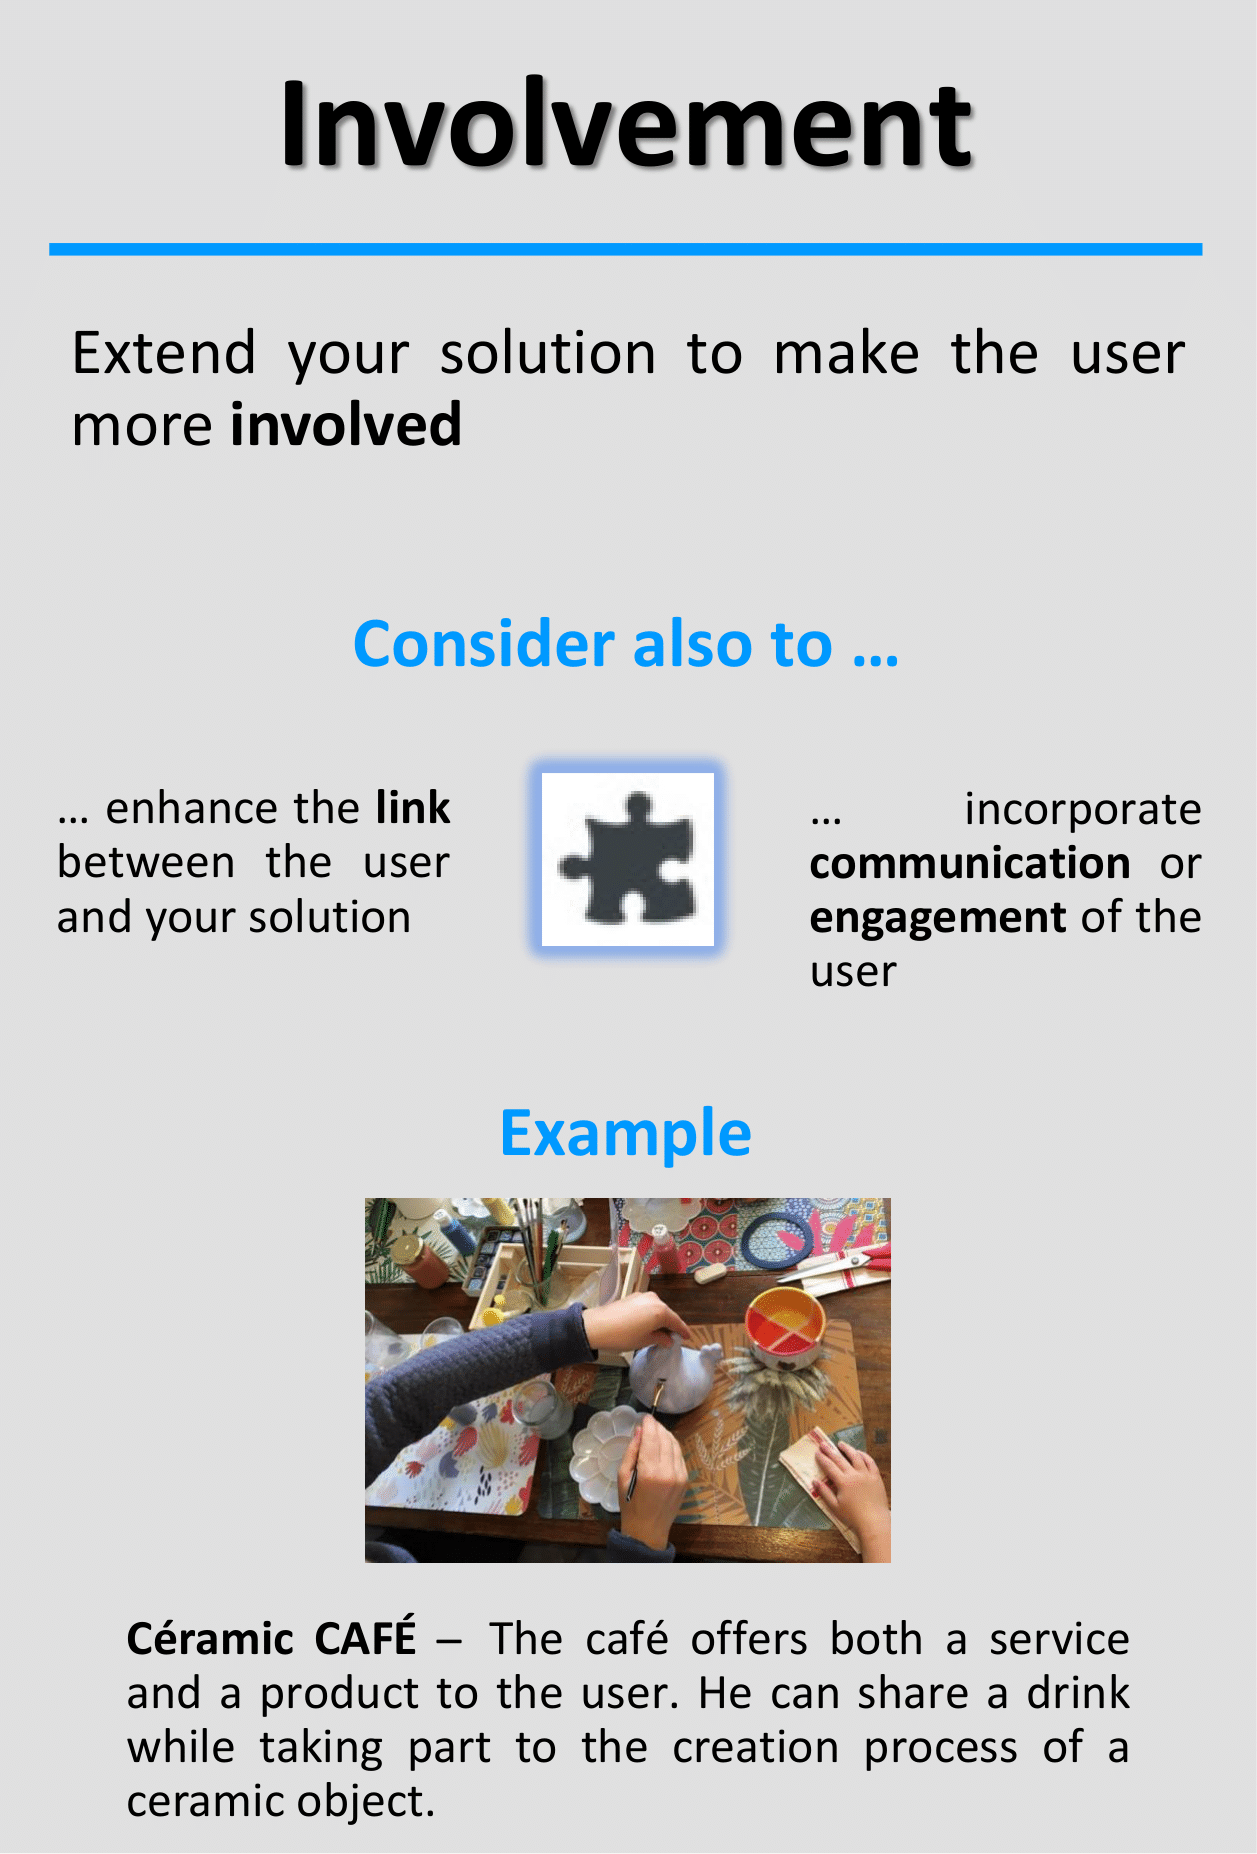 Involvement
Extend your solution to make the user
more involved
Consider also to ...
... enhance the link
between the user
and your solution
... incorporate
communication or
engagement of the
user
Example
Céramic CAFÉ – The café offers both a service
and a product to the user. He can share a drink
while taking part to the creation process of a
ceramic object.